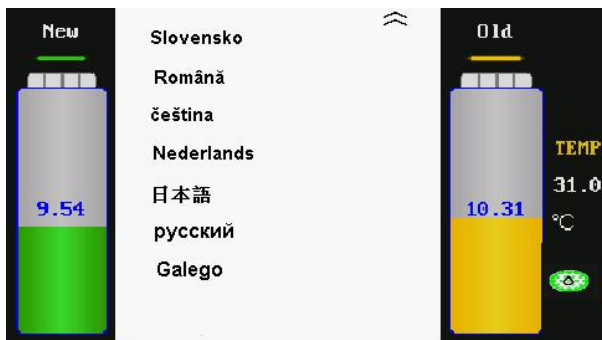 New
9.54
Slovensko
Română
čeština
Nederlands
日本語
русский
Galego
Old
10.31
TEMP
31.0
°C